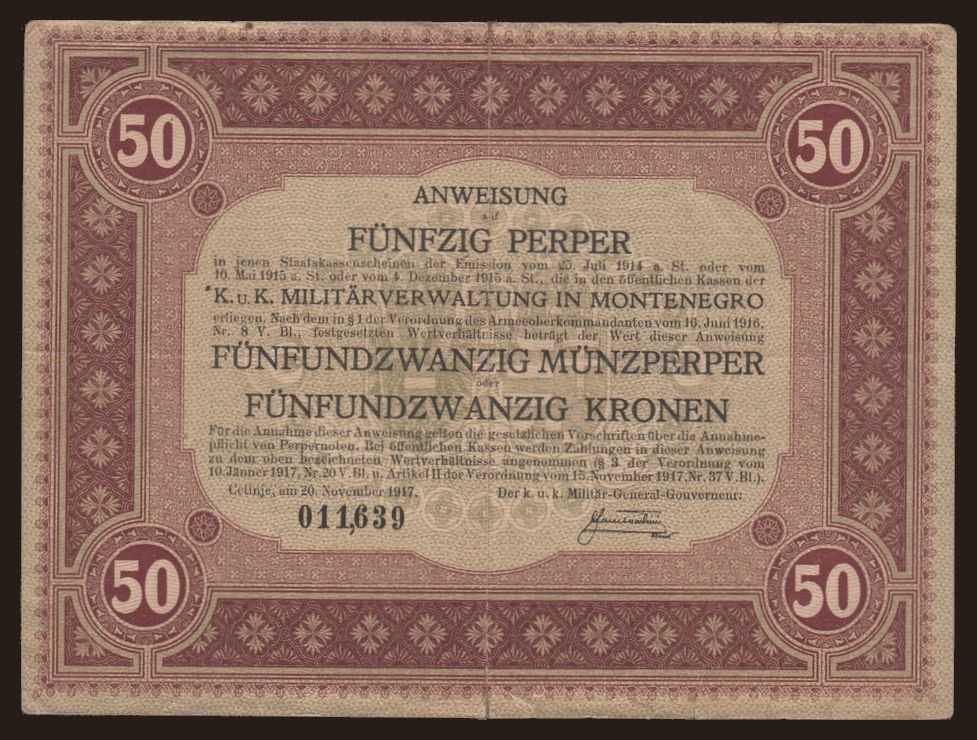 50 50
ANWEISUNG
auf
FÜNFZIG PERPER
in jenen Staatskassenscheinen der Emission vom 25. Juli 1914 a. St. oder vom
10. Mai 1915 a. St. oder vom 4. Dezember 1915 a. St., die in den öffentlichen Kassen der
K. u. K. MILITÄRVERWALTUNG IN MONTENEGRO
erliegen. Nach dem in § 1 der Verordnung des Armeeoberkommandanten vom 16. Juni 1916,
Nr. 8 V. Bl., festgesetzten Wertverhältnisse beträgt der Wert dieser Anweisung
FÜNFUNDZWANZIG MÜNZPERPER
oder
FÜNFUNDZWANZIG KRONEN
Für die Annahme dieser Anweisung gelten die gesetzlichen Vorschriften über die Annahme-
pflicht von Perpernoten. Bei öffentlichen Kassen werden Zahlungen in dieser Anweisung
zu dem oben bezeichneten Wertverhältnisse angenommen (§ 3 der Verordnung vom
10. Jänner 1917, Nr. 20 V. Bl. u. Artikel II der Verordnung vom 15. November 1917, Nr. 37 V. Bl.).
Cetinje, am 20. November 1917. Der k. u. k. Militär-General-Gouverneur:
011,639
50 50